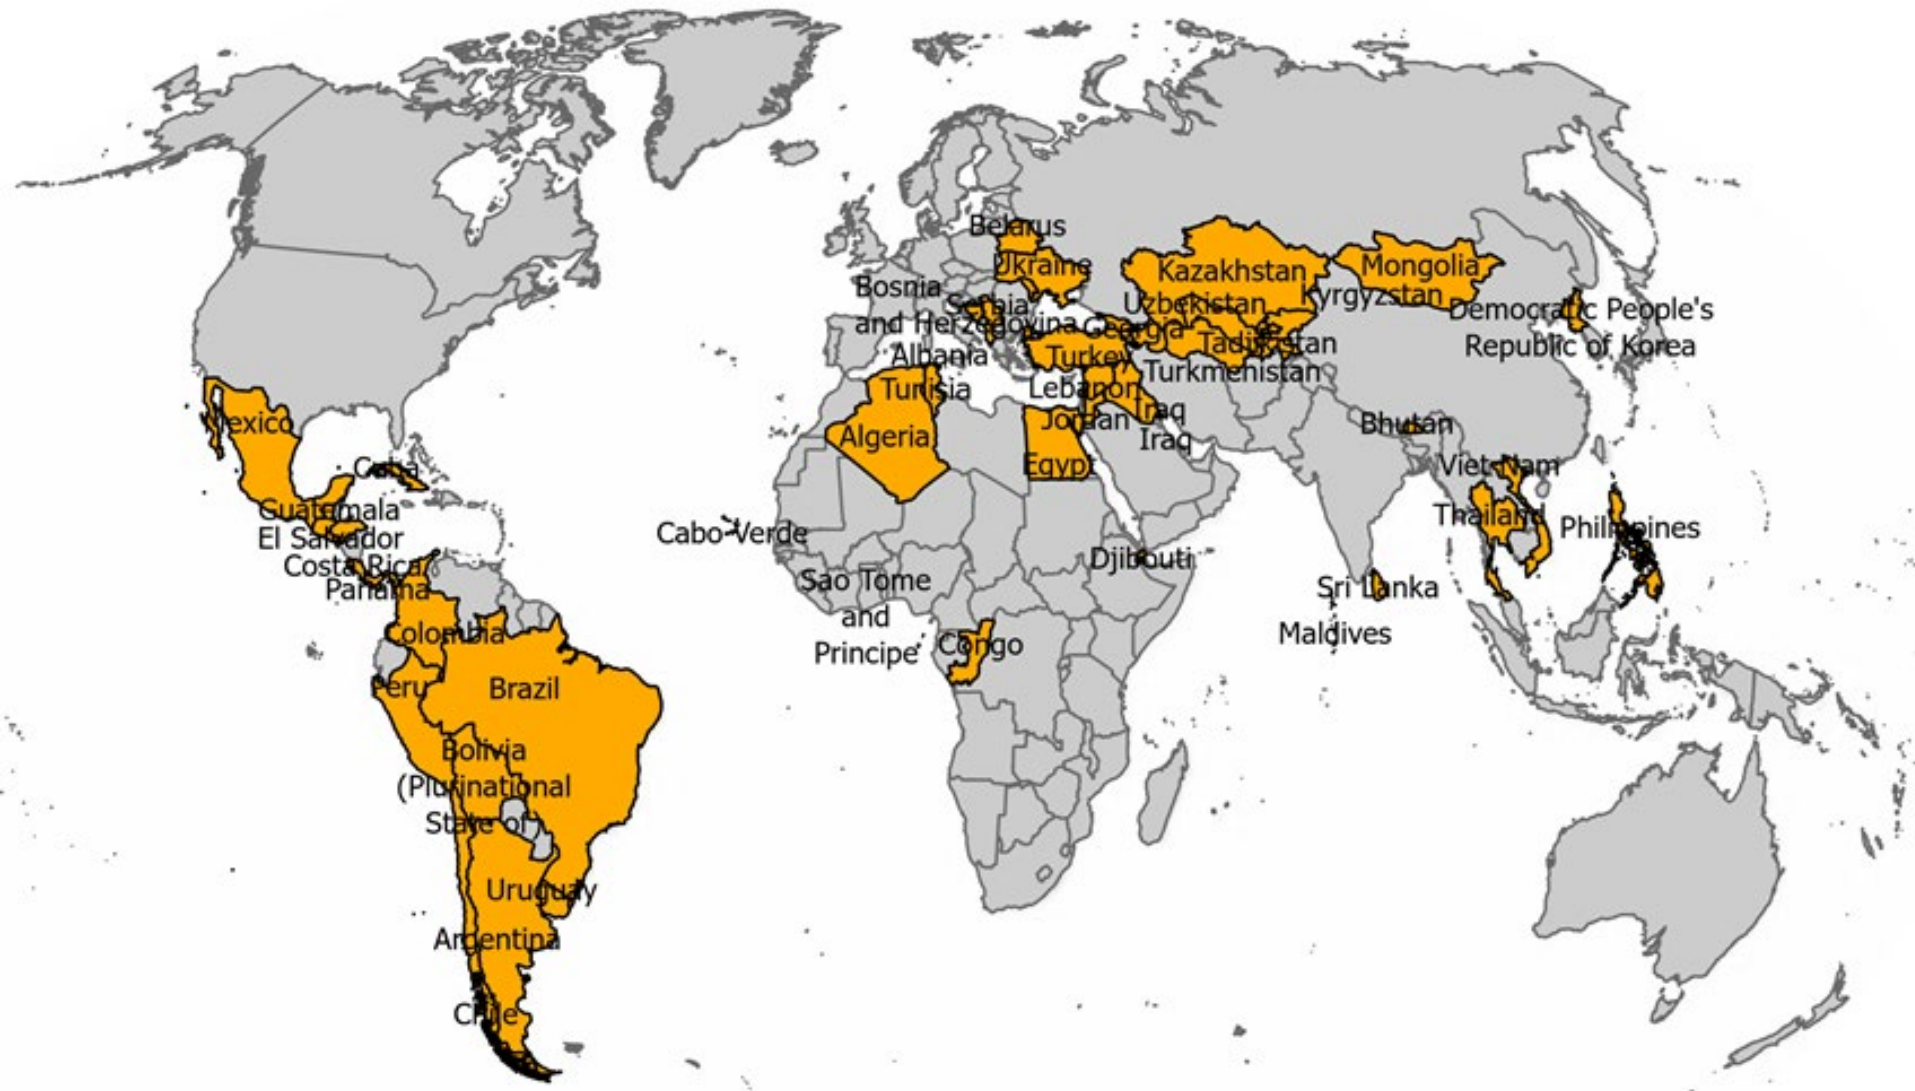 Belarus
Ukraine
Kazakhstan
Mongolia
Bosnia
and Herzegovina
Serbia
Uzbekistan
Kyrgyzstan
Democratic People's
Republic of Korea
Georgia
Tadjikistan
Albania
Turkey
Turkmenistan
Tunisia
Lebanon
Iraq
Jordan
Iraq
Mexico
Bhutan
Algeria
Egypt
Cuba
Viet Nam
Guatemala
Thailand
Philippines
El Salvador
Cabo Verde
Costa Rica
Djibouti
Panama
Sao Tome
and
Principe
Sri Lanka
Colombia
Maldives
Congo
Peru
Brazil
Bolivia
(Plurinational
State of)
Uruguay
Argentina
Chile